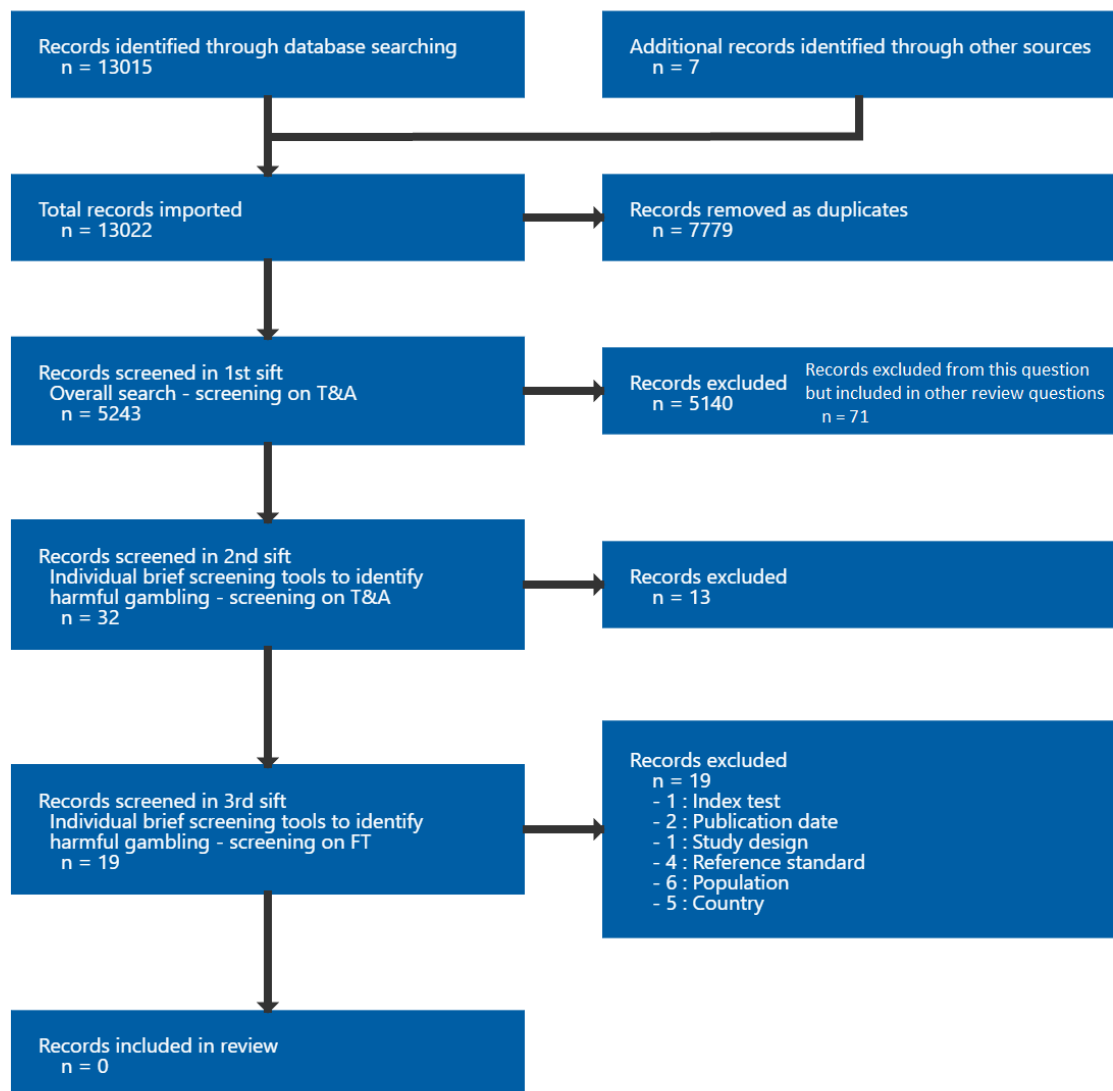 Records identified through database searching
n = 13015
Additional records identified through other sources
n = 7
Total records imported
n = 13022
Records removed as duplicates
n = 7779
Records screened in 1st sift
Overall search - screening on T&A
n = 5243
Records excluded
n = 5140
Records excluded from this question
but included in other review questions
n = 71
Records screened in 2nd sift
Individual brief screening tools to identify
harmful gambling - screening on T&A
n = 32
Records excluded
n = 13
Records screened in 3rd sift
Individual brief screening tools to identify
harmful gambling - screening on FT
n = 19
Records excluded
n = 19
- 1 : Index test
- 2 : Publication date
- 1 : Study design
- 4 : Reference standard
- 6 : Population
- 5 : Country
Records included in review
n = 0